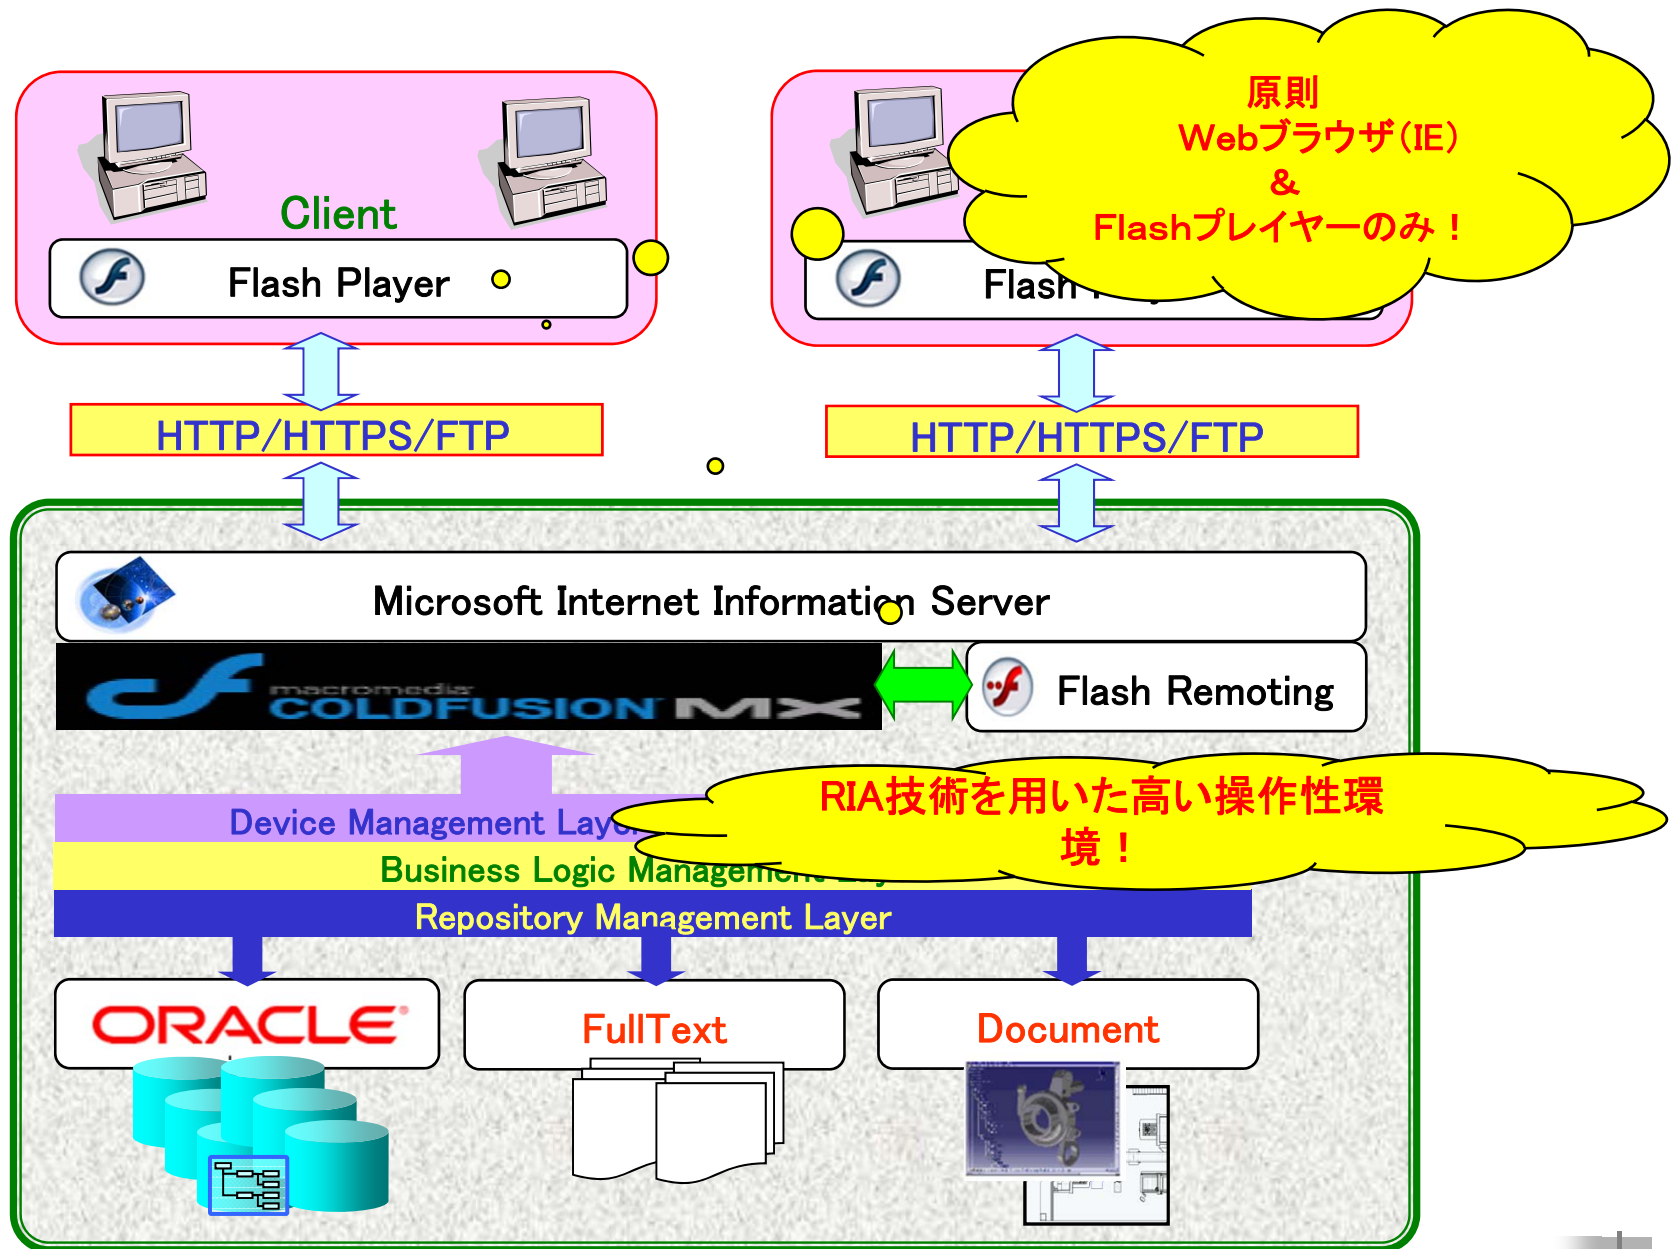 原則
Webブラウザ(IE)
&
Flashプレイヤーのみ!
Client
Flash Player
Flash
HTTP/HTTPS/FTP
HTTP/HTTPS/FTP
Microsoft Internet Information Server
macromedia
COLDFUSION MX
Flash Remoting
RIA技術を用いた高い操作性環
境!
Device Management Layer
Business Logic Management Layer
Repository Management Layer
ORACLE®
FullText
Document